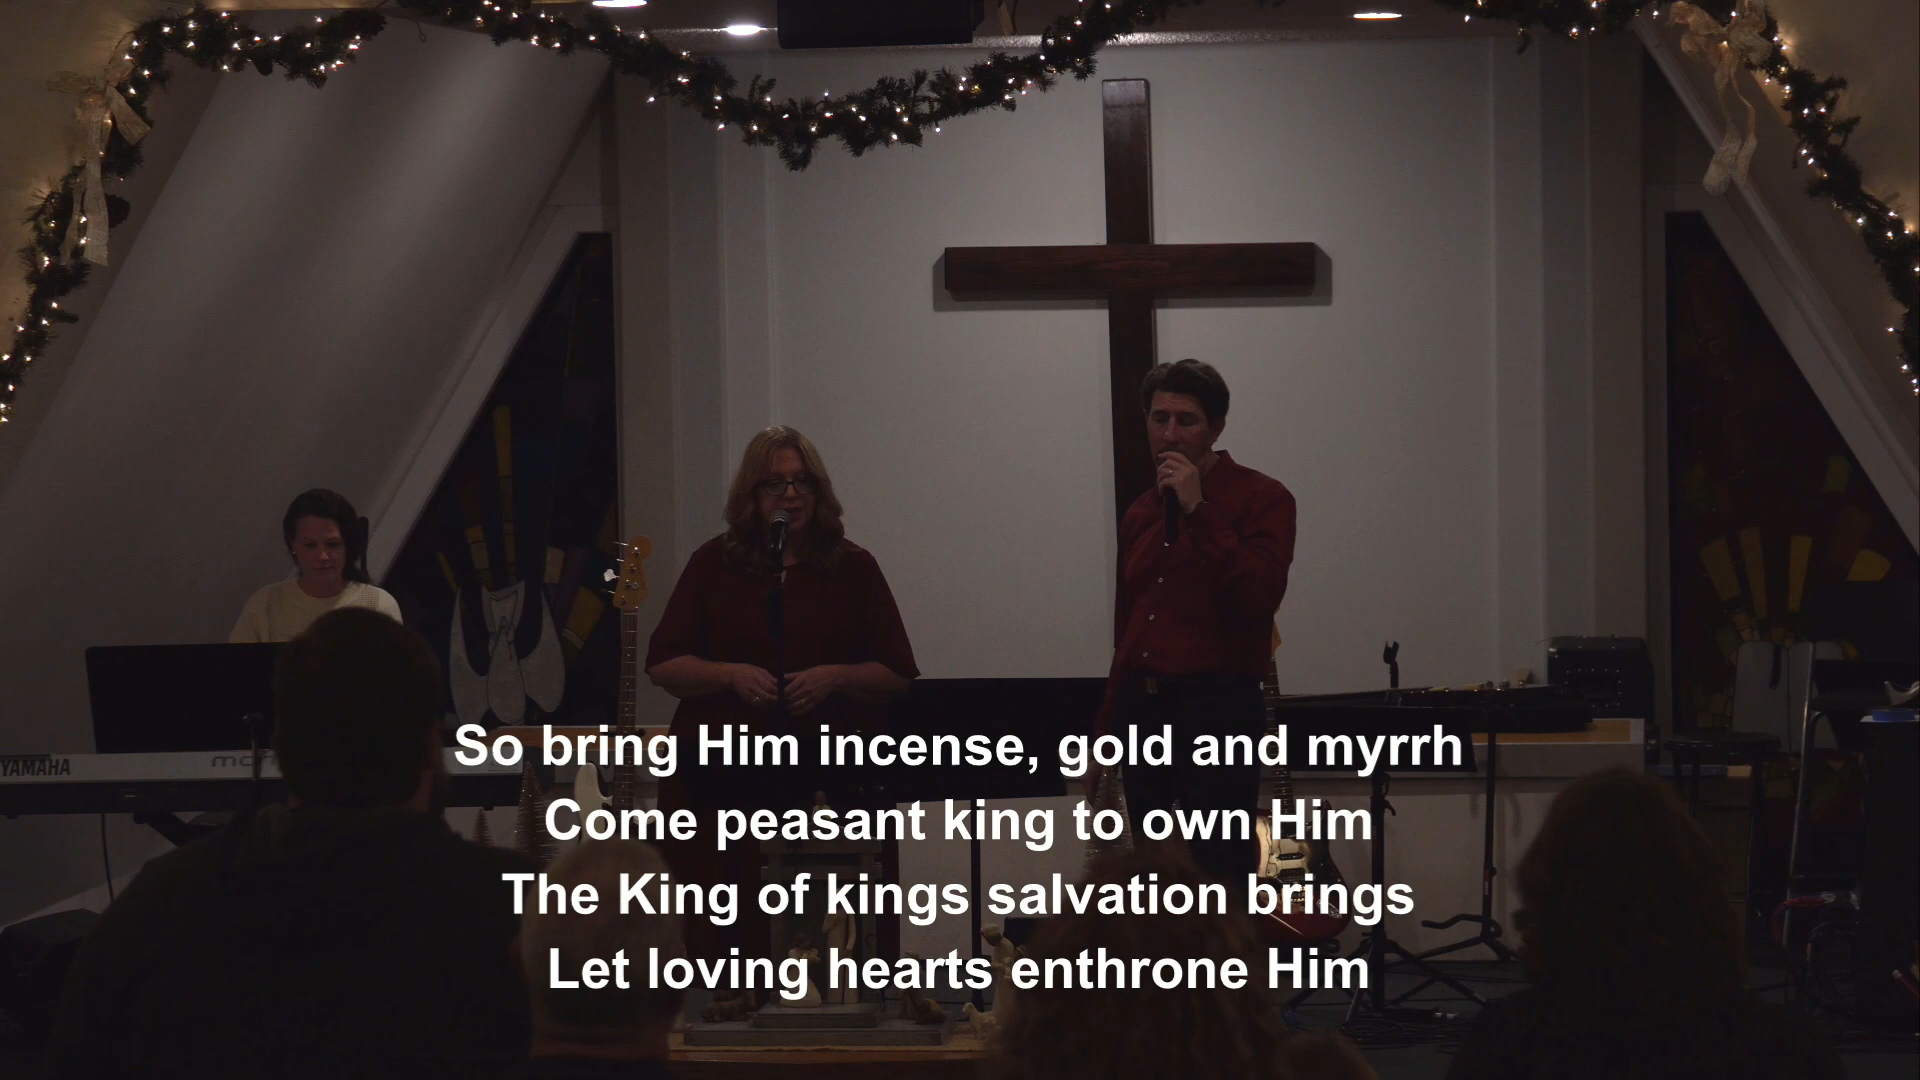 So bring Him incense, gold and myrrh
Come peasant king to own Him
The King of kings salvation brings
Let loving hearts enthrone Him
YAMAHA